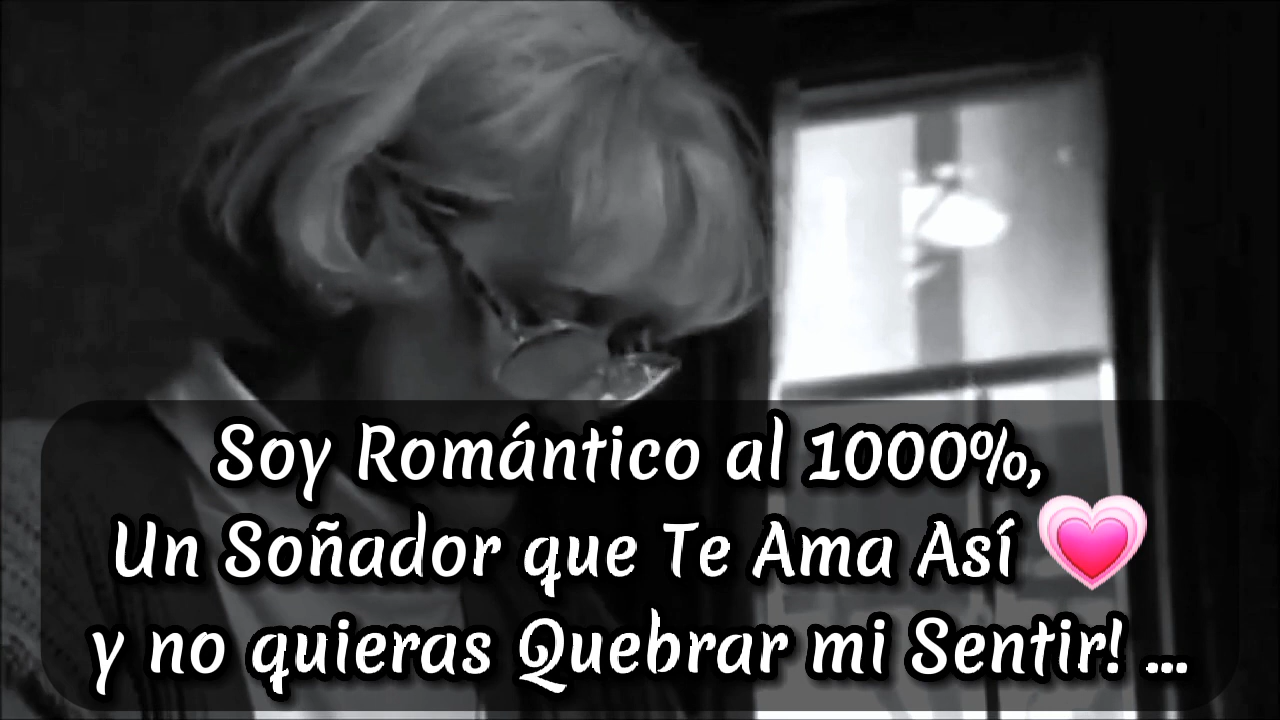 Soy Romántico al 1000%,
Un Soñador que Te Ama Así 💗
y no quieras Quebrar mi Sentir! ...